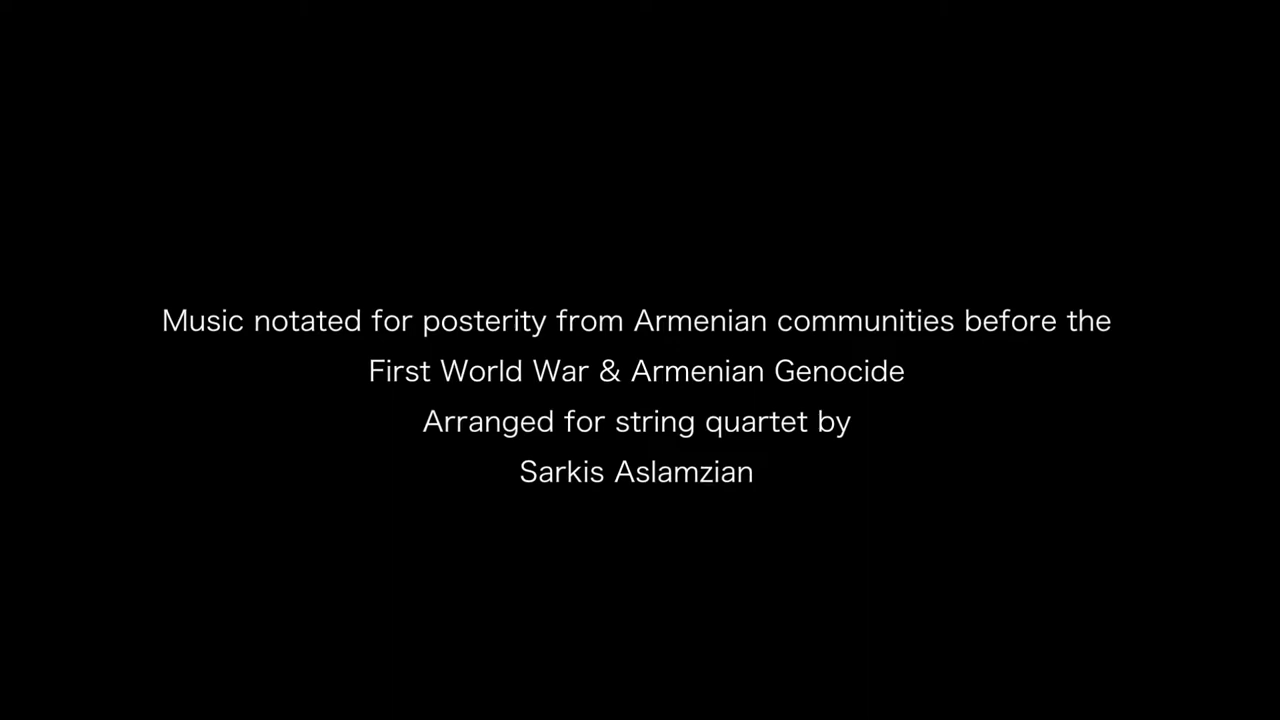 Music notated for posterity from Armenian communities before the
First World War & Armenian Genocide
Arranged for string quartet by
Sarkis Aslamzian